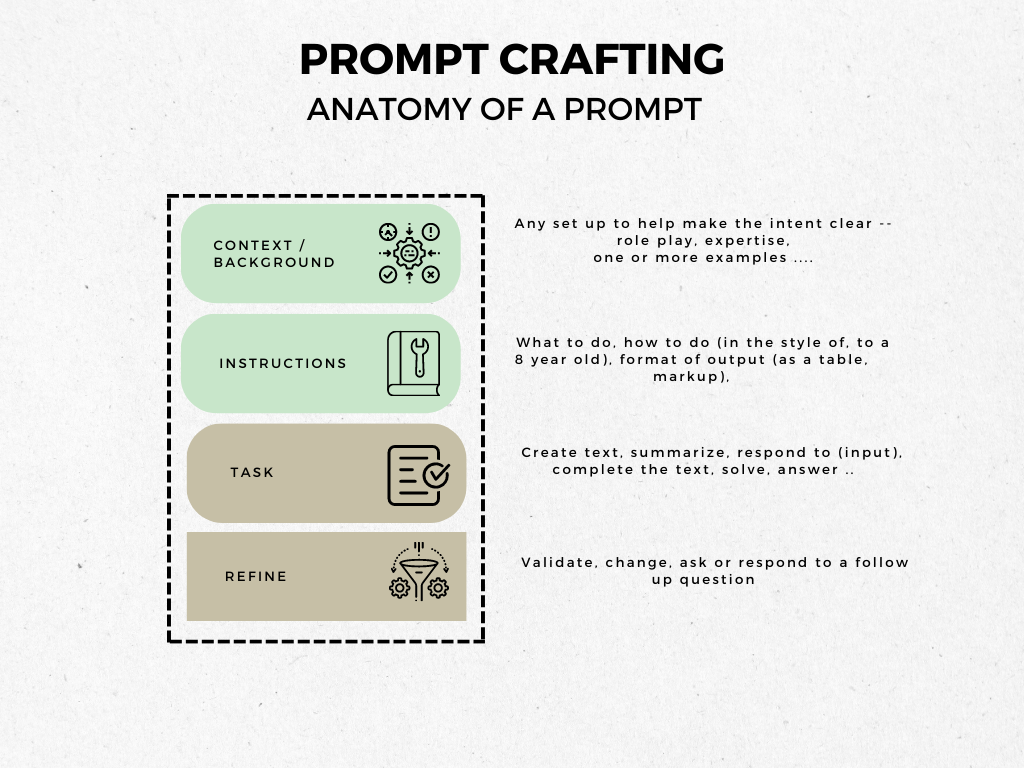 PROMPT CRAFTING
ANATOMY OF A PROMPT
CONTEXT /
BACKGROUND
Any set up to help make the intent clear --
role play, expertise,
one or more examples ....
INSTRUCTIONS
What to do, how to do (in the style of, to a
8 year old), format of output (as a table,
markup),
TASK
Create text, summarize, respond to (input),
complete the text, solve, answer ..
REFINE
Validate, change, ask or respond to a follow
up question